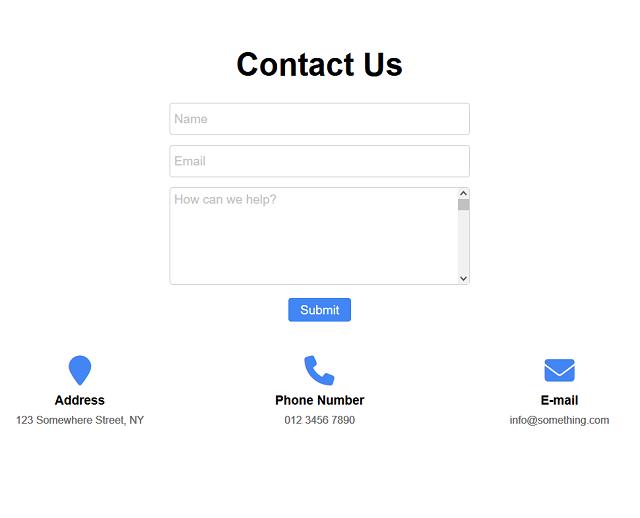 Contact Us
Name
Email
How can we help?
Submit
Address
123 Somewhere Street, NY
Phone Number
012 3456 7890
E-mail
info@something.com